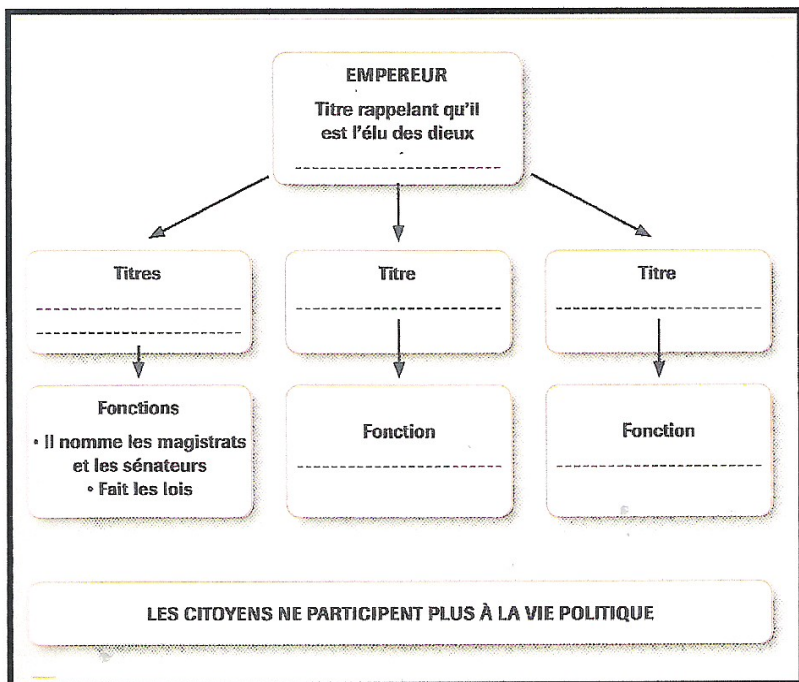 EMPEREUR
Titre rappelant qu'il
est l'élu des dieux
Titres
Titre
Titre
Fonctions
• Il nomme les magistrats
et les sénateurs
• Fait les lois
Fonction
Fonction
LES CITOYENS NE PARTICIPENT PLUS À LA VIE POLITIQUE